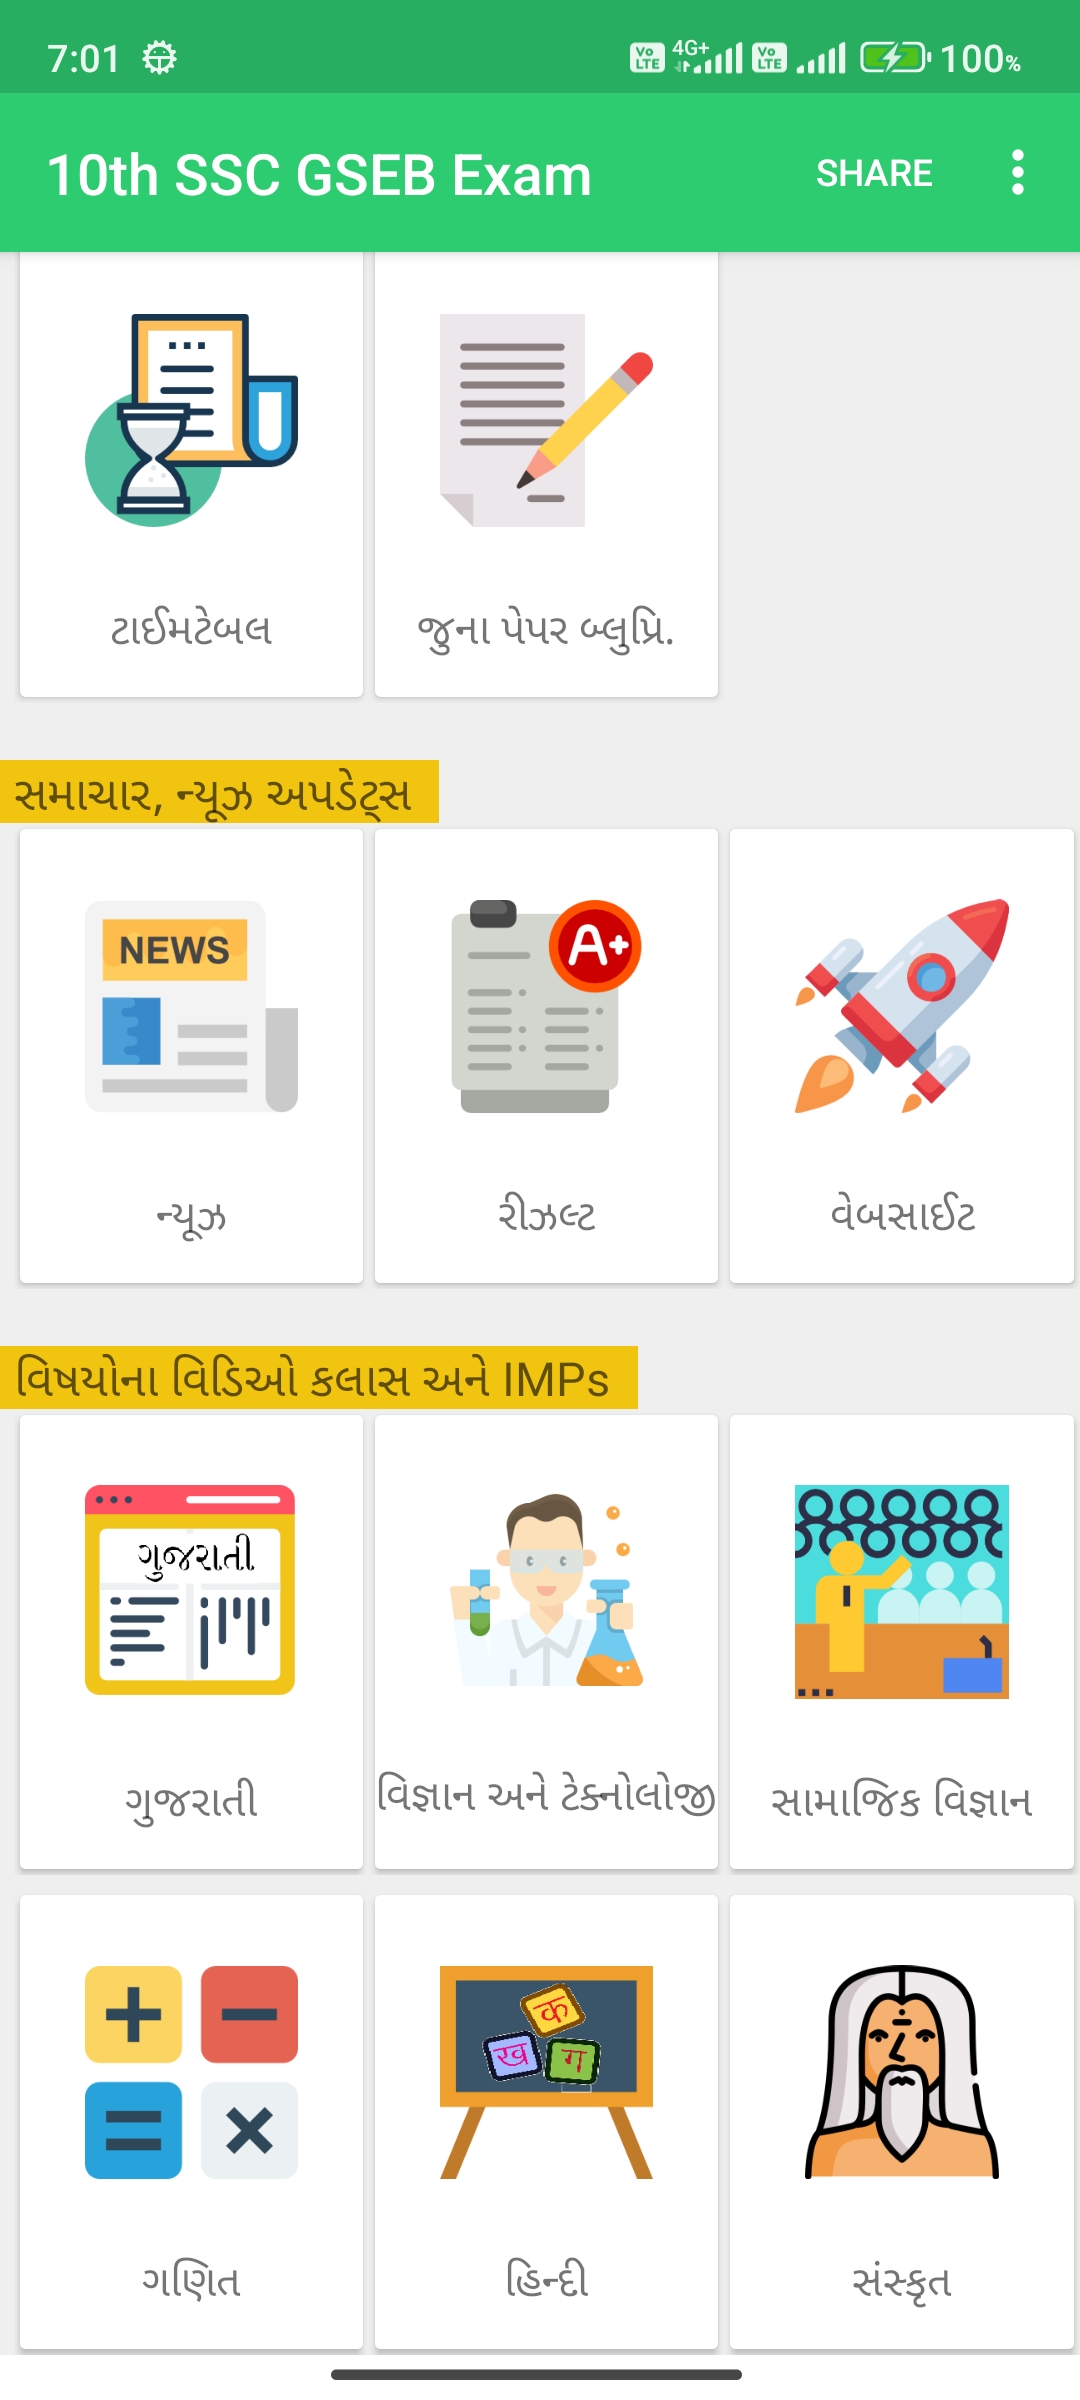 7:01 Vo LTE 4G+ Vo LTE 100%
10th SSC GSEB Exam SHARE
ટાઈમટેબલ જુના પેપર બ્લુપ્રિ.
સમાચાર, ન્યૂઝ અપડેટ્સ
NEWS A+
ન્યૂઝ રીઝલ્ટ વેબસાઈટ
વિષયોના વિડિઓ કલાસ અને IMPs
ગુજરાતી
ગુજરાતી વિજ્ઞાન અને ટેક્નોલોજી સામાજિક વિજ્ઞાન
क
ख ग
ગણિત હિન્દી સંસ્કૃત